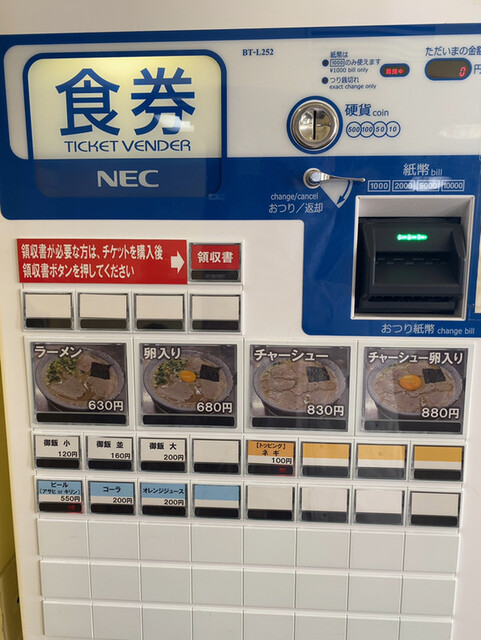 BT-L252
紙幣は
●1000のみ使えます
¥1000 bill only
●つり銭切れ
exact change only
ただいまの金額
0円
食券
TICKET VENDER
NEC
硬貨 coin
500 100 50 10
change/cancel
おつり／返却
紙幣 bill
1000 2000 5000 10000
おつり紙幣 change bill
領収書が必要な方は、チケットを購入後
領収書ボタンを押してください
領収書
ラーメン
630円
卵入り
680円
チャーシュー
830円
チャーシュー卵入り
880円
御飯 小
120円
御飯 並
160円
御飯 大
200円
【トッピング】
ネギ
100円
ビール
【アサヒ or キリン】
550円
コーラ
200円
オレンジジュース
200円